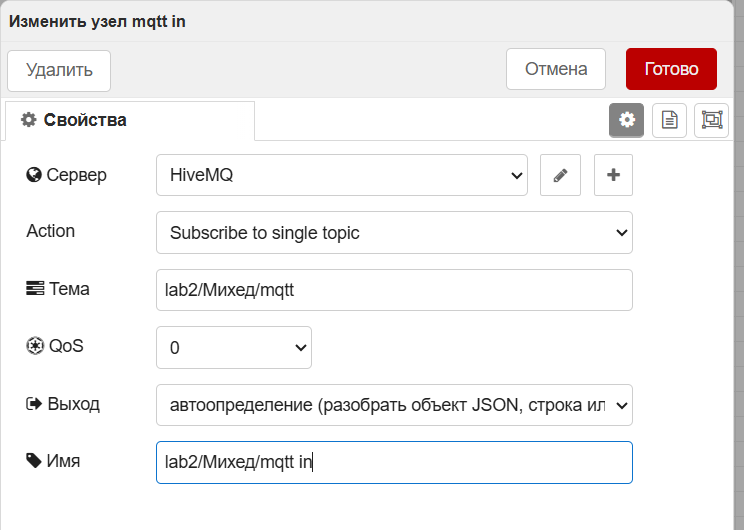 Изменить узел mqtt in
Удалить
Отмена
Готово
Свойства
Сервер
HiveMQ
Action
Subscribe to single topic
Тема
lab2/Михед/mqtt
QoS
0
Выход
автоопределение (разобрать объект JSON, строка ил
Имя
lab2/Михед/mqtt in